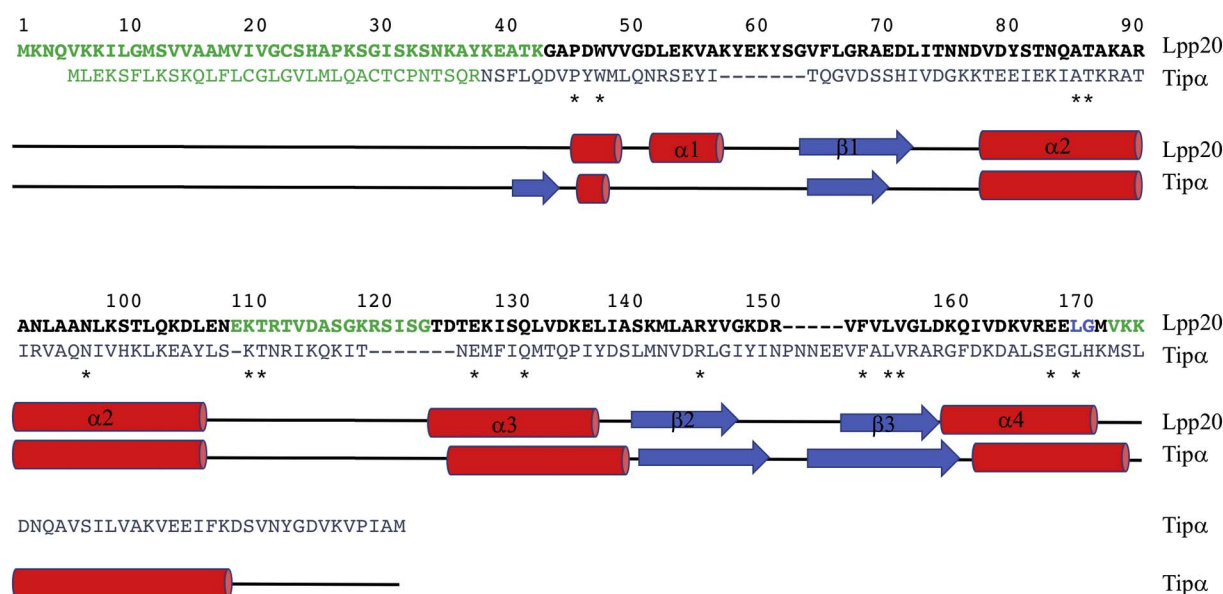 1 10 20 30 40 50 60 70 80 90
MKNQVKKILGMSVVAAMVIVGCSHAPKSGISKSNKAYKEATKGAPDWVVGDLEKVAKYEKYSGVFLGRAEDLITNNDVDYSTNQATAKAR Lpp20
MLEKSFLKSKQLFLCGLGVLMLQACTCPNTSQRNSFLQDVPYWMLQNRSEYI-------TQGVDSSHIVDGKKTEEIEKIATKRAT Tipα
* * **
α1 β1 α2 Lpp20
Tipα
100 110 120 130 140 150 160 170
ANLAANLKSTLQKDLENEKTRTVDASGKRSISGTDTEKISQLVDKELIASKMLARYVGKDR-----VFVLVGLDKQIVDKVREELGMVKK Lpp20
IRVAQNIVHKLKEAYLS-KTNRIKQKIT-------NEMFIQMTQPIYDSLMNVDRLGIYINPNNEEVFALVRARGFDKDALSEGLHKMSL Tipα
* ** * * * * ** * *
α2 α3 β2 β3 α4 Lpp20
Tipα
DNQAVSILVAKVEEIFKDSVNYGDVKVPIAM Tipα
Tipα